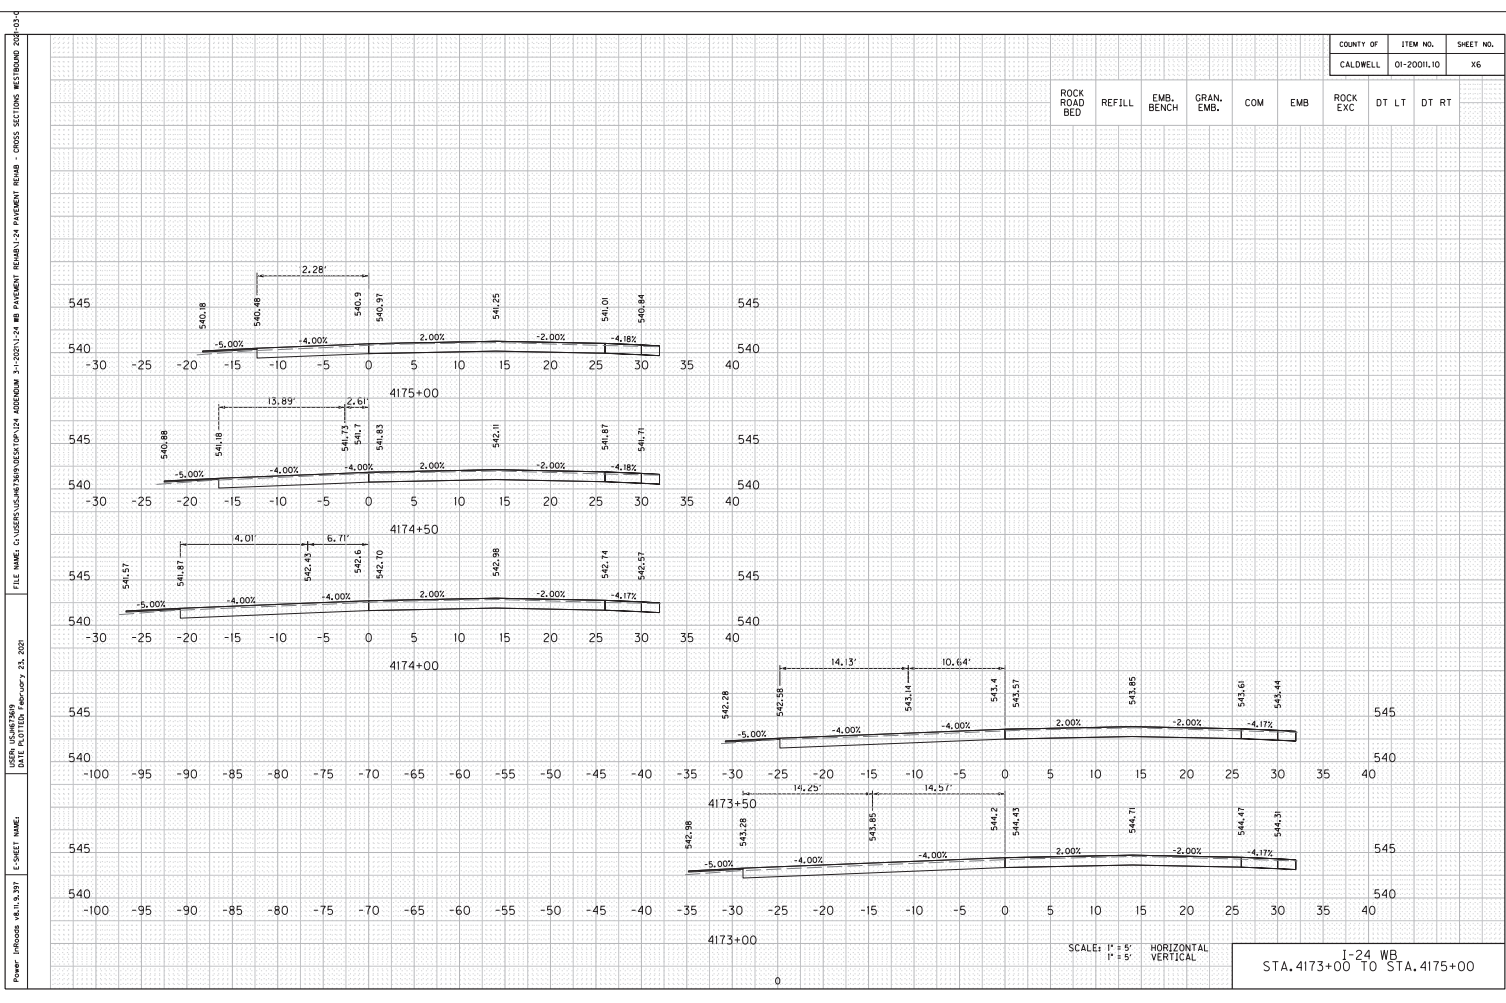 COUNTY OF ITEM NO. SHEET NO.
CALDWELL 01-20011.10 X6
ROCK ROAD BED REFILL EMB. BENCH GRAN. EMB. COM EMB ROCK EXC DT LT DT RT
2.28'
540.18 540.48 540.9 540.97 541.25 541.01 540.84
545 545
-5.00% -4.00% 2.00% -2.00% -4.18%
540 540
-30 -25 -20 -15 -10 -5 0 5 10 15 20 25 30 35 40
4175+00
13.89' 2.61'
540.88 541.18 541.73 541.7 541.83 542.11 541.87 541.71
545 545
-5.00% -4.00% -4.00% 2.00% -2.00% -4.18%
540 540
-30 -25 -20 -15 -10 -5 0 5 10 15 20 25 30 35 40
4174+50
4.01' 6.71'
541.57 541.87 542.43 542.6 542.70 542.98 542.74 542.57
545 545
-5.00% -4.00% -4.00% 2.00% -2.00% -4.17%
540 540
-30 -25 -20 -15 -10 -5 0 5 10 15 20 25 30 35 40
4174+00
14.13' 10.64'
542.28 542.58 543.14 543.4 543.57 543.85 543.61 543.44
545 545
-5.00% -4.00% -4.00% 2.00% -2.00% -4.17%
540 540
-100 -95 -90 -85 -80 -75 -70 -65 -60 -55 -50 -45 -40 -35 -30 -25 -20 -15 -10 -5 0 5 10 15 20 25 30 35 40
4173+50
14.25' 14.57'
542.98 543.28 543.85 544.2 544.43 544.71 544.47 544.31
545 545
-5.00% -4.00% -4.00% 2.00% -2.00% -4.17%
540 540
-100 -95 -90 -85 -80 -75 -70 -65 -60 -55 -50 -45 -40 -35 -30 -25 -20 -15 -10 -5 0 5 10 15 20 25 30 35 40
4173+00
0
SCALE: 1" = 5' HORIZONTAL
1" = 5' VERTICAL
I-24 WB
STA. 4173+00 TO STA. 4175+00
FILE NAME: C:\USERS\USJH673619\DESKTOP\I24 ADDENDUM 3-1-2021\I-24 WB PAVEMENT REHAB\I-24 PAVEMENT REHAB - CROSS SECTIONS WESTBOUND 2021-03-0
USER: USJH673619
DATE PLOTTED: February 23, 2021
E-SHEET NAME:
Power InRoads v8.11.9.397